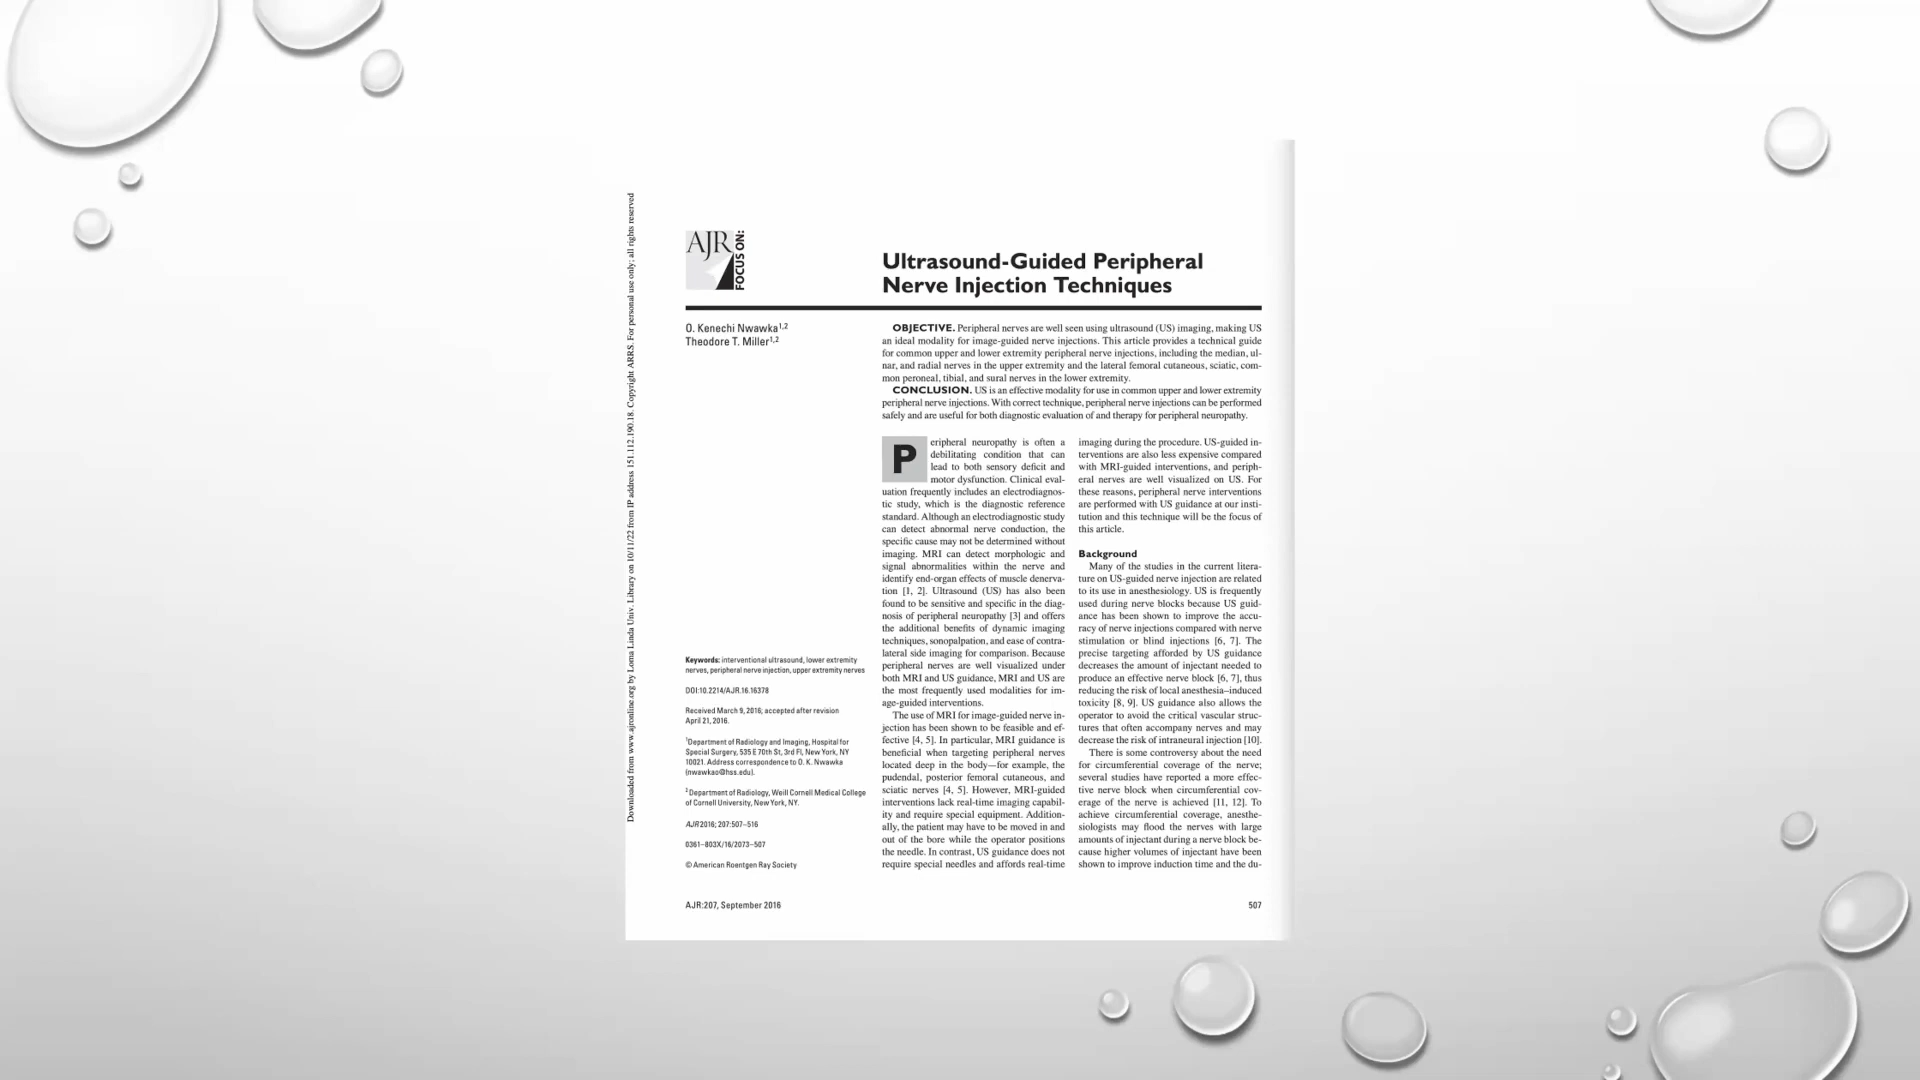 Downloaded from www.ajronline.org by Loma Linda Univ. Library on 10/11/22 from IP address 151.112.190.18. Copyright ARRS. For personal use only; all rights reserved
AJR
FOCUS ON:
Ultrasound-Guided Peripheral
Nerve Injection Techniques
O. Kenechi Nwawka1,2
Theodore T. Miller1,2
OBJECTIVE. Peripheral nerves are well seen using ultrasound (US) imaging, making US
an ideal modality for image-guided nerve injections. This article provides a technical guide
for common upper and lower extremity peripheral nerve injections, including the median, ul-
nar, and radial nerves in the upper extremity and the lateral femoral cutaneous, sciatic, com-
mon peroneal, tibial, and sural nerves in the lower extremity.
CONCLUSION. US is an effective modality for use in common upper and lower extremity
peripheral nerve injections. With correct technique, peripheral nerve injections can be performed
safely and are useful for both diagnostic evaluation of and therapy for peripheral neuropathy.
Peripheral neuropathy is often a
debilitating condition that can
lead to both sensory deficit and
motor dysfunction. Clinical eval-
uation frequently includes an electrodiagnos-
tic study, which is the diagnostic reference
standard. Although an electrodiagnostic study
can detect abnormal nerve conduction, the
specific cause may not be determined without
imaging. MRI can detect morphologic and
signal abnormalities within the nerve and
identify end-organ effects of muscle denerva-
tion [1, 2]. Ultrasound (US) has also been
found to be sensitive and specific in the diag-
nosis of peripheral neuropathy [3] and offers
the additional benefits of dynamic imaging
techniques, sonopalpation, and ease of contra-
lateral side imaging for comparison. Because
peripheral nerves are well visualized under
both MRI and US guidance, MRI and US are
the most frequently used modalities for im-
age-guided interventions.
The use of MRI for image-guided nerve in-
jection has been shown to be feasible and ef-
fective [4, 5]. In particular, MRI guidance is
beneficial when targeting peripheral nerves
located deep in the body—for example, the
pudendal, posterior femoral cutaneous, and
sciatic nerves [4, 5]. However, MRI-guided
interventions lack real-time imaging capabil-
ity and require special equipment. Addition-
ally, the patient may have to be moved in and
out of the bore while the operator positions
the needle. In contrast, US guidance does not
require special needles and affords real-time
imaging during the procedure. US-guided in-
terventions are also less expensive compared
with MRI-guided interventions, and periph-
eral nerves are well visualized on US. For
these reasons, peripheral nerve interventions
are performed with US guidance at our insti-
tution and this technique will be the focus of
this article.
Background
Many of the studies in the current litera-
ture on US-guided nerve injection are related
to its use in anesthesiology. US is frequently
used during nerve blocks because US guid-
ance has been shown to improve the accu-
racy of nerve injections compared with nerve
stimulation or blind injections [6, 7]. The
precise targeting afforded by US guidance
decreases the amount of injectant needed to
produce an effective nerve block [6, 7], thus
reducing the risk of local anesthesia–induced
toxicity [8, 9]. US guidance also allows the
operator to avoid the critical vascular struc-
tures that often accompany nerves and may
decrease the risk of intraneural injection [10].
There is some controversy about the need
for circumferential coverage of the nerve;
several studies have reported a more effec-
tive nerve block when circumferential cov-
erage of the nerve is achieved [11, 12]. To
achieve circumferential coverage, anesthe-
siologists may flood the nerves with large
amounts of injectant during a nerve block be-
cause higher volumes of injectant have been
shown to improve induction time and the du-
Keywords: interventional ultrasound, lower extremity
nerves, peripheral nerve injection, upper extremity nerves
DOI:10.2214/AJR.16.16378
Received March 9, 2016; accepted after revision
April 21, 2016.
1Department of Radiology and Imaging, Hospital for
Special Surgery, 535 E 70th St, 3rd Fl, New York, NY
10021. Address correspondence to O. K. Nwawka
(nwawkao@hss.edu).
2Department of Radiology, Weill Cornell Medical College
of Cornell University, New York, NY.
AJR 2016; 207:507–516
0361–803X/16/2073–507
© American Roentgen Ray Society
AJR:207, September 2016
507